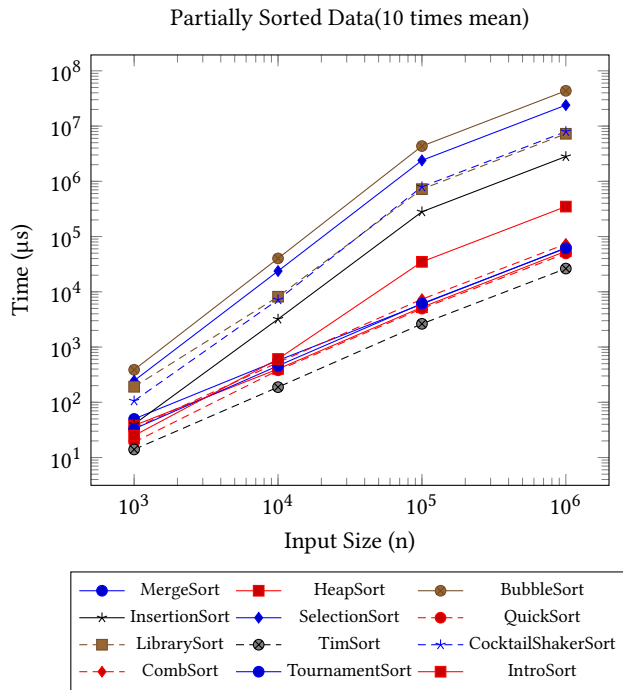 Partially Sorted Data(10 times mean)
10^8
10^7
10^6
10^5
10^4
10^3
10^2
10^1
Time (µs)
10^3 10^4 10^5 10^6
Input Size (n)
MergeSort HeapSort BubbleSort
InsertionSort SelectionSort QuickSort
LibrarySort TimSort CocktailShakerSort
CombSort TournamentSort IntroSort